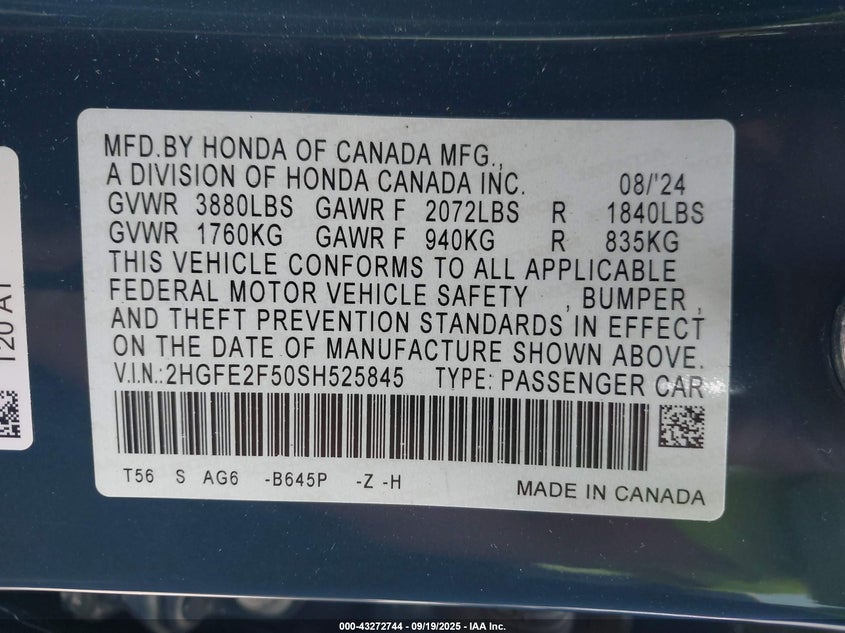 MFD.BY HONDA OF CANADA MFG.,
A DIVISION OF HONDA CANADA INC. 08/'24
GVWR 3880LBS GAWR F 2072LBS R 1840LBS
GVWR 1760KG GAWR F 940KG R 835KG
THIS VEHICLE CONFORMS TO ALL APPLICABLE
FEDERAL MOTOR VEHICLE SAFETY , BUMPER ,
AND THEFT PREVENTION STANDARDS IN EFFECT
ON THE DATE OF MANUFACTURE SHOWN ABOVE.
V.I.N.:2HGFE2F50SH525845 TYPE: PASSENGER CAR
T56 S AG6 -B645P -Z -H
MADE IN CANADA
120 A1
000-43272744 - 09/19/2025 - IAA Inc.